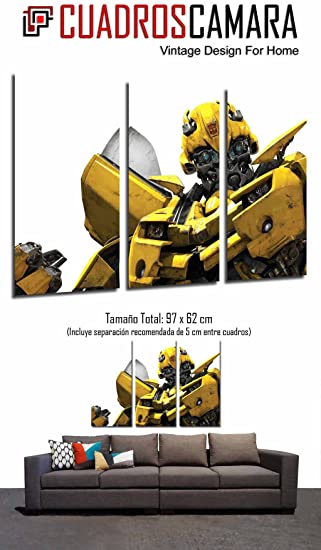 CUADROSCAMARA
Vintage Design For Home
Tamaño Total: 97 x 62 cm
(Incluye separación recomendada de 5 cm entre cuadros)